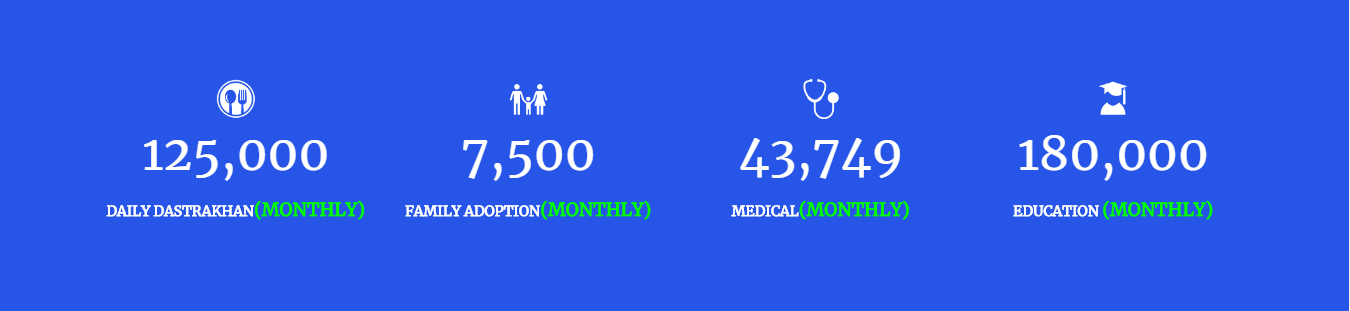 125,000
DAILY DASTRAKHAN(MONTHLY)
7,500
FAMILY ADOPTION(MONTHLY)
43,749
MEDICAL(MONTHLY)
180,000
EDUCATION (MONTHLY)